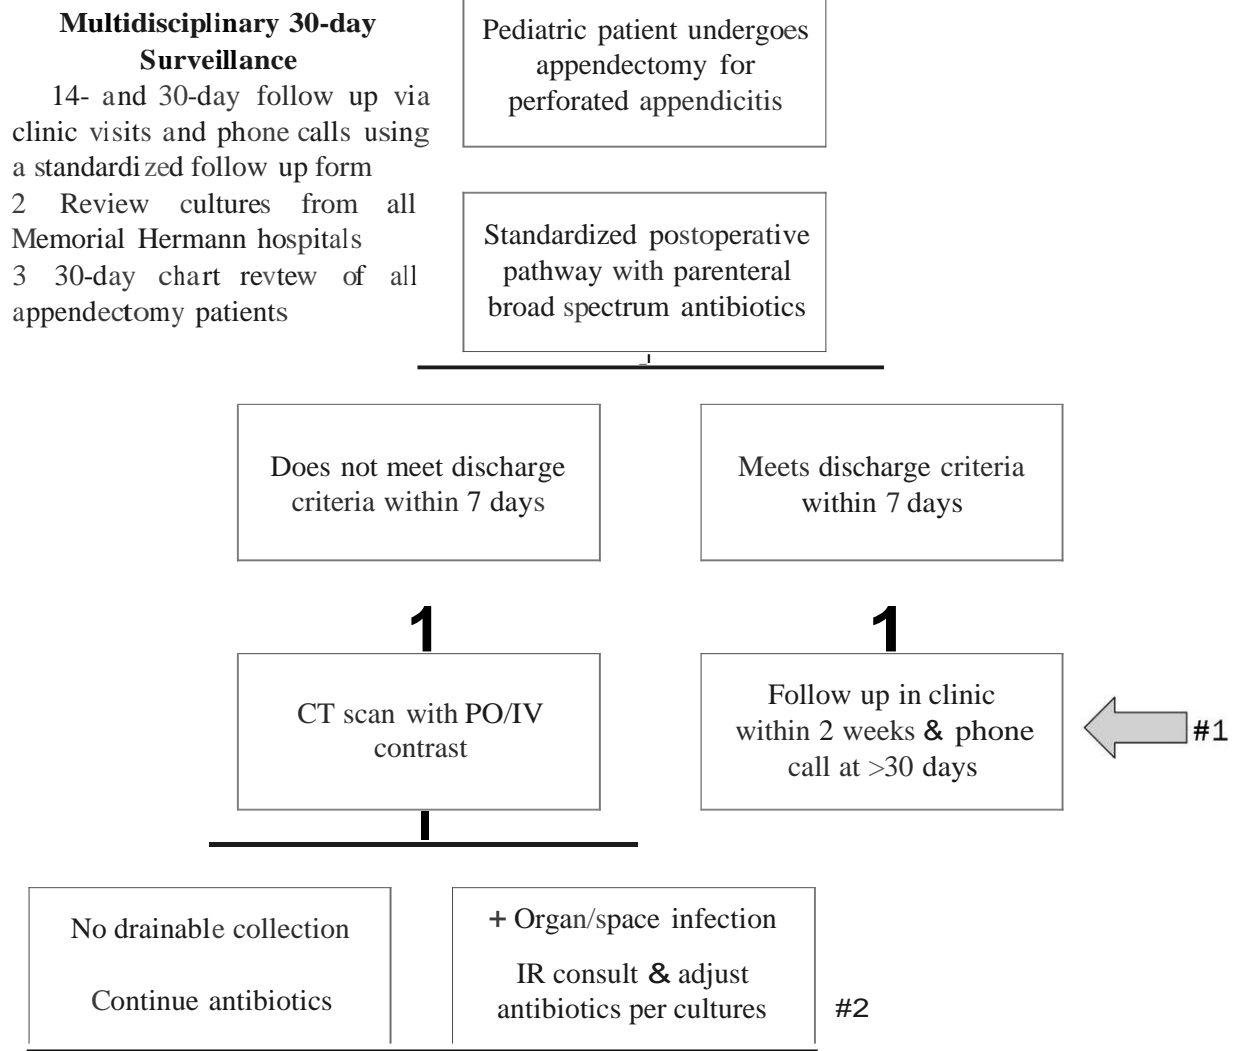 Multidisciplinary 30-day
Surveillance
14- and 30-day follow up via
clinic visits and phone calls using
a standardized follow up form
2 Review cultures from all
Memorial Hermann hospitals
3 30-day chart revtew of all
appendectomy patients
Pediatric patient undergoes
appendectomy for
perforated appendicitis
Standardized postoperative
pathway with parenteral
broad spectrum antibiotics
Does not meet discharge
criteria within 7 days
Meets discharge criteria
within 7 days
1
1
CT scan with PO/IV
contrast
Follow up in clinic
within 2 weeks & phone
call at >30 days
#1
No drainable collection
Continue antibiotics
+ Organ/space infection
IR consult & adjust
antibiotics per cultures
#2